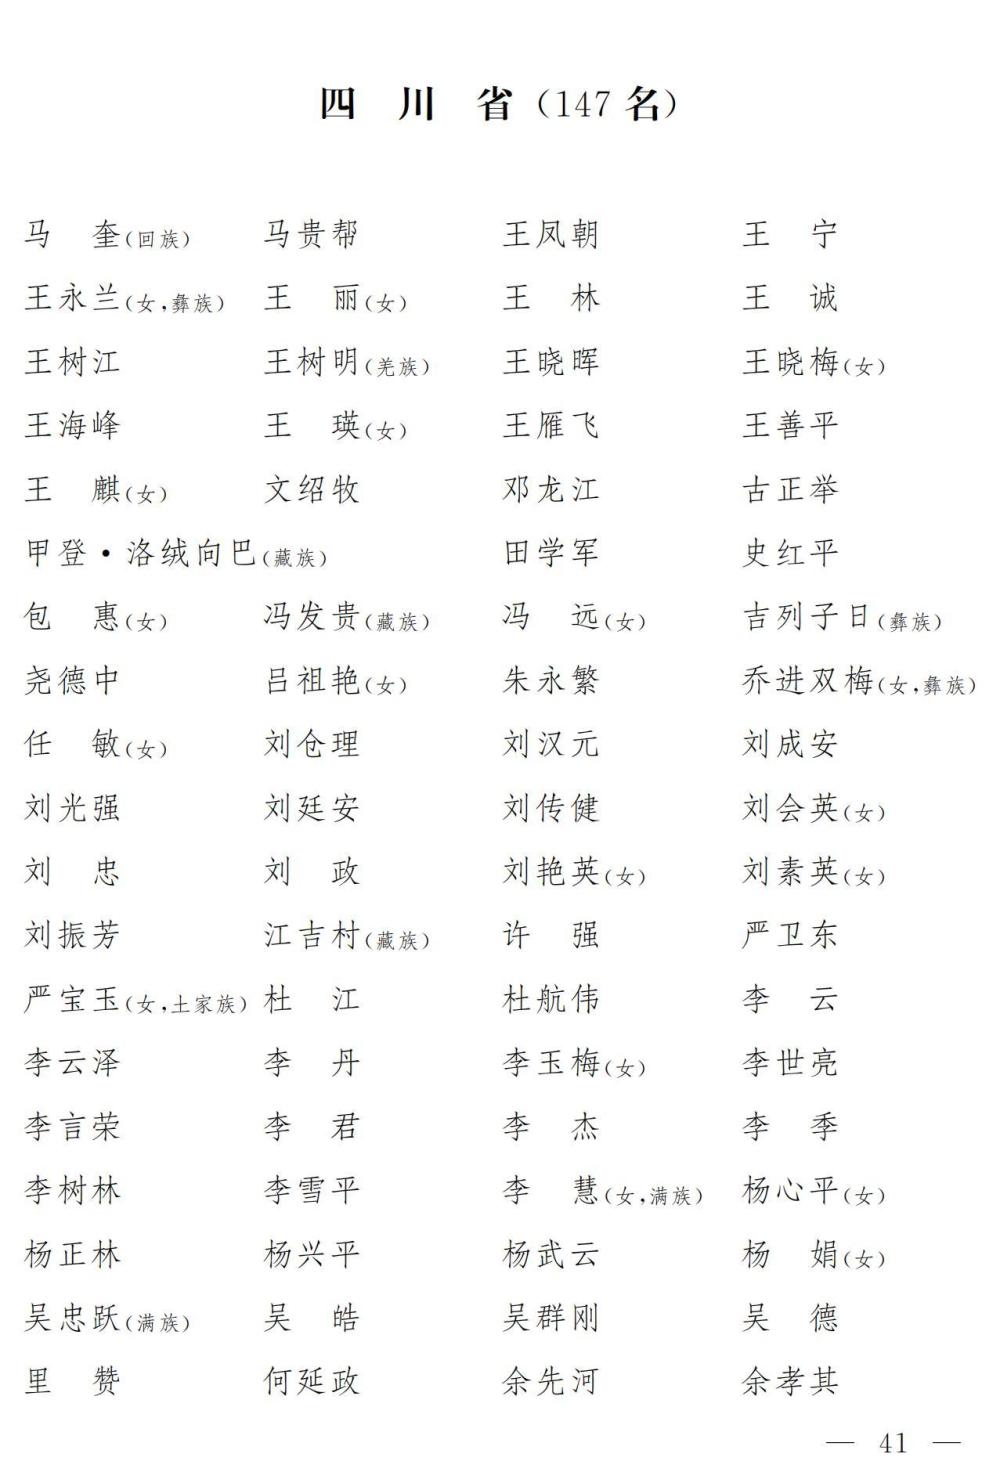 四　川　省(147 名)
马　奎(回族)　马贵帮　王凤朝　王　宁
王永兰(女,彝族)　王　丽(女)　王　林　王　诚
王树江　王树明(羌族)　王晓晖　王晓梅(女)
王海峰　王　瑛(女)　王雁飞　王善平
王　麒(女)　文绍牧　邓龙江　古正举
甲登·洛绒向巴(藏族)　田学军　史红平
包　惠(女)　冯发贵(藏族)　冯　远(女)　吉列子日(彝族)
尧德中　吕祖艳(女)　朱永繁　乔进双梅(女,彝族)
任　敏(女)　刘仓理　刘汉元　刘成安
刘光强　刘廷安　刘传健　刘会英(女)
刘　忠　刘　政　刘艳英(女)　刘素英(女)
刘振芳　江吉村(藏族)　许　强　严卫东
严宝玉(女,土家族)　杜　江　杜航伟　李　云
李云泽　李　丹　李玉梅(女)　李世亮
李言荣　李　君　李　杰　李　季
李树林　李雪平　李　慧(女,满族)　杨心平(女)
杨正林　杨兴平　杨武云　杨　娟(女)
吴忠跃(满族)　吴　皓　吴群刚　吴　德
里　赞　何延政　余先河　余孝其
— 41 —